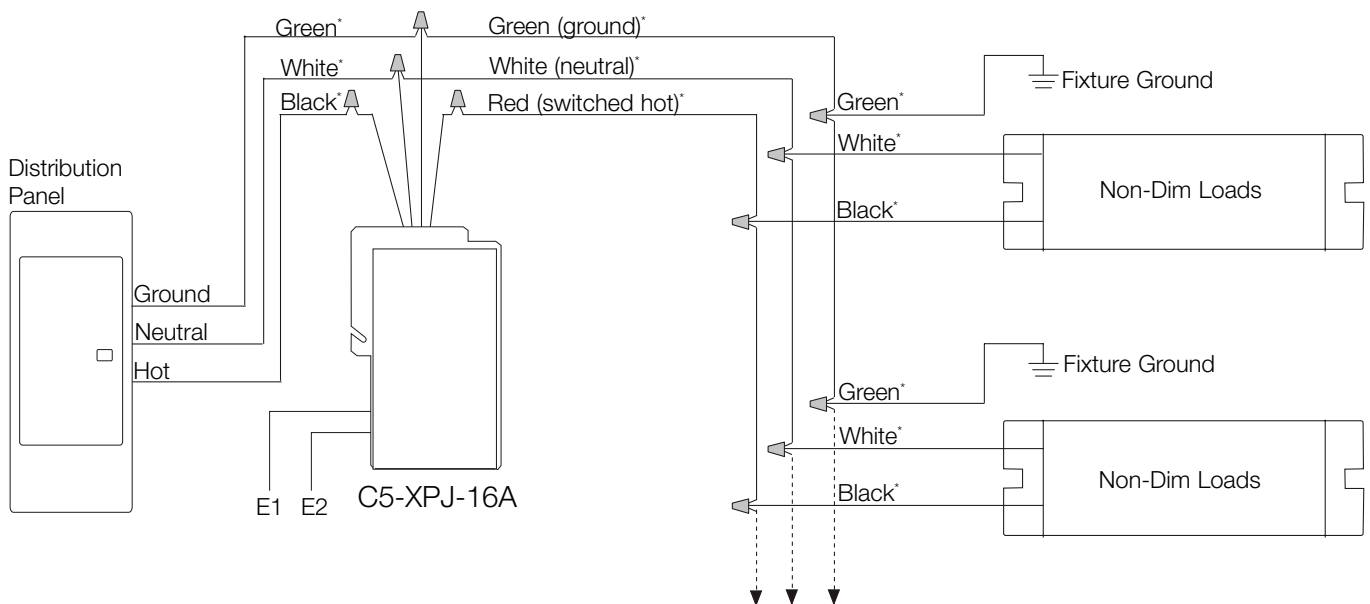 Green* Green (ground)*
White* White (neutral)*
Black* Red (switched hot)*
Fixture Ground
Green*
White*
Non-Dim Loads
Black*
Distribution
Panel
Ground
Neutral
Hot
Fixture Ground
Green*
White*
Non-Dim Loads
Black*
E1 E2
C5-XPJ-16A